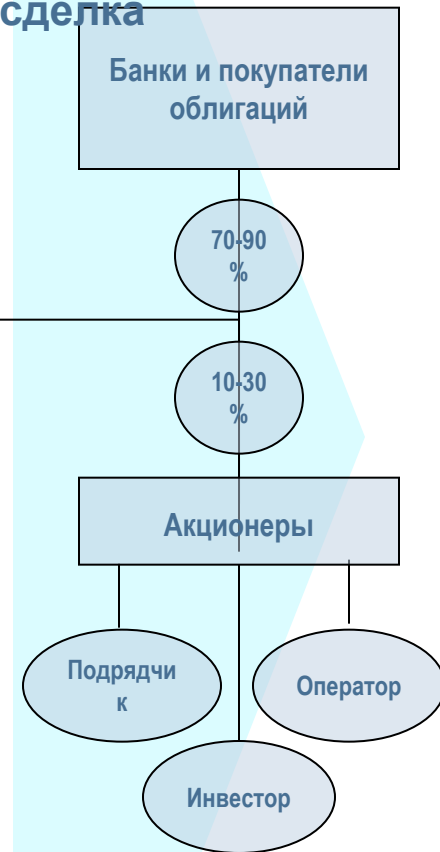 сделка
Банки и покупатели
облигаций
70-90
%
10-30
%
Акционеры
Подрядчи
к
Оператор
Инвестор